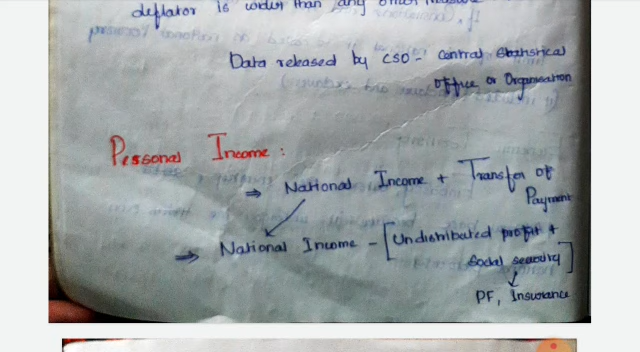 deflator is wider than any other measure
Data released by CSO - Central Statistical
office or Organisation
Personal Income :
⇒ National Income + Transfer of
Payment
⇒ National Income - [Undistributed profit +
Social security]
PF, Insurance